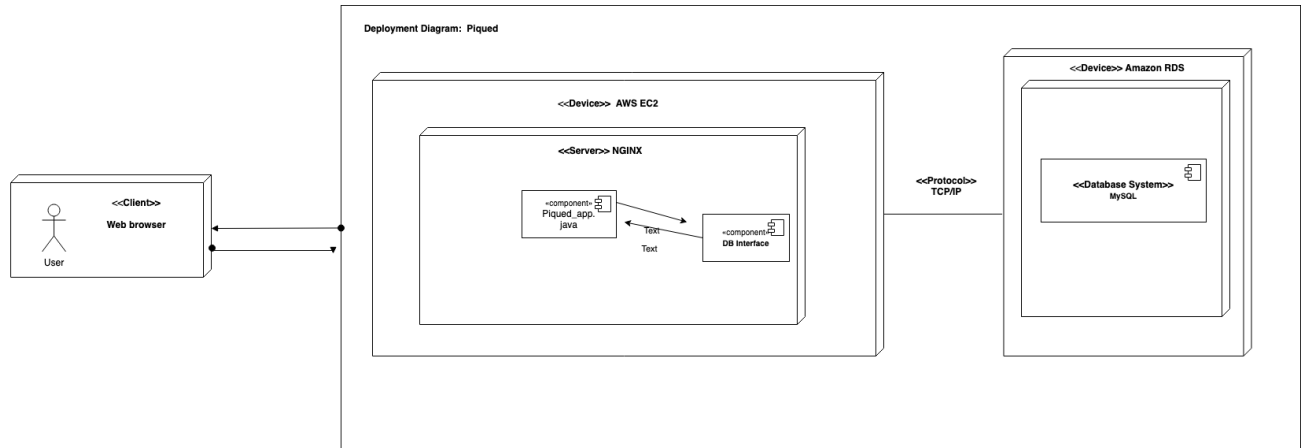 Deployment Diagram: Piqued
<<Device>> Amazon RDS
<<Device>> AWS EC2
<<Server>> NGINX
<<Protocol>>
TCP/IP
<<Database System>>
MySQL
<<Client>>
Web browser
User
«component»
Piqued_app.
java
Text
«component»
DB Interface
Text